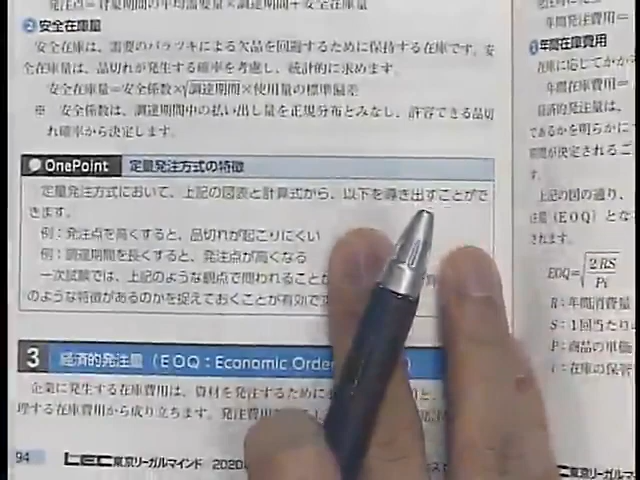 発注点=計算期間の平均需要量×調達期間+安全在庫量
❷安全在庫量
安全在庫は、需要のバラツキによる欠品を回避するために保持する在庫です。安
全在庫量は、品切れが発生する確率を考慮し、統計的に求めます。
安全在庫量=安全係数×√調達期間×使用量の標準偏差
※ 安全係数は、調達期間中の払い出し量を正規分布とみなし、許容できる品切
れ確率から決定します。
OnePoint 定量発注方式の特徴
定量発注方式において、上記の図表と計算式から、以下を導き出すことがで
きます。
例:発注点を高くすると、品切れが起こりにくい
例:調達期間を長くすると、発注点が高くなる
一次試験では、上記のような観点で問われること
のような特徴があるのかを捉えておくことが有効で
3 経済的発注量(EOQ:Economic Orde
企業に発生する在庫費用は、資材を発注するために
理する在庫費用から成り立ちます。発注費用
94 LEC東京リーガルマインド 2020
年間発注費用=
年間在庫費用
在庫に応じてかか
年間在庫費用=
経済的発注量は、
であるかを明らかに
期間が決定されるこ
す。
上記の図の通り、
注量(EOQ)とな
されます。
EOQ=√2RS/Pi
R:年間消費量
S:1回当たり
P:商品の単価
i:在庫の保管
LEC東京リーガルマ